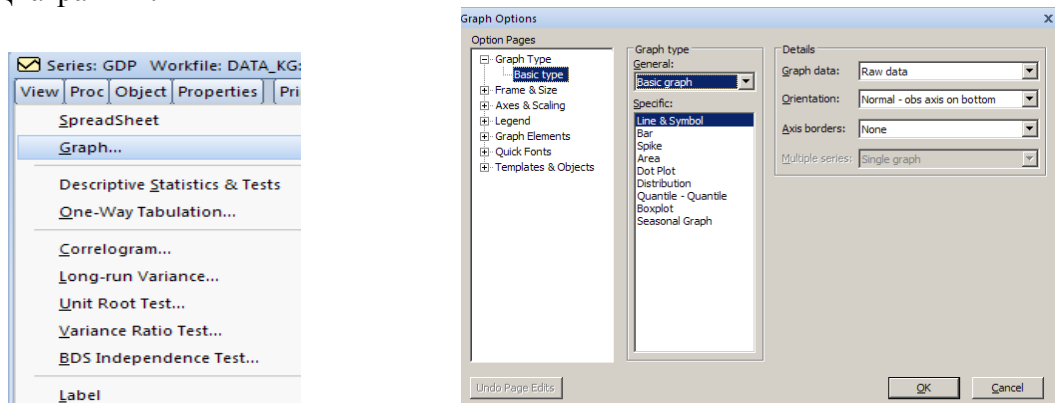 Series: GDP Workfile: DATA_KG:
View Proc Object Properties Pri
SpreadSheet
Graph...
Descriptive Statistics & Tests
One-Way Tabulation...
Correlogram...
Long-run Variance...
Unit Root Test...
Variance Ratio Test...
BDS Independence Test...
Label
Graph Options
x
Option Pages
Graph Type
Basic type
Frame & Size
Axes & Scaling
Legend
Graph Elements
Quick Fonts
Templates & Objects
Graph type
General:
Basic graph
Specific:
Line & Symbol
Bar
Spike
Area
Dot Plot
Distribution
Quantile - Quantile
Boxplot
Seasonal Graph
Details
Graph data: Raw data
Orientation: Normal - obs axis on bottom
Axis borders: None
Multiple series: Single graph
Undo Page Edits
OK
Cancel